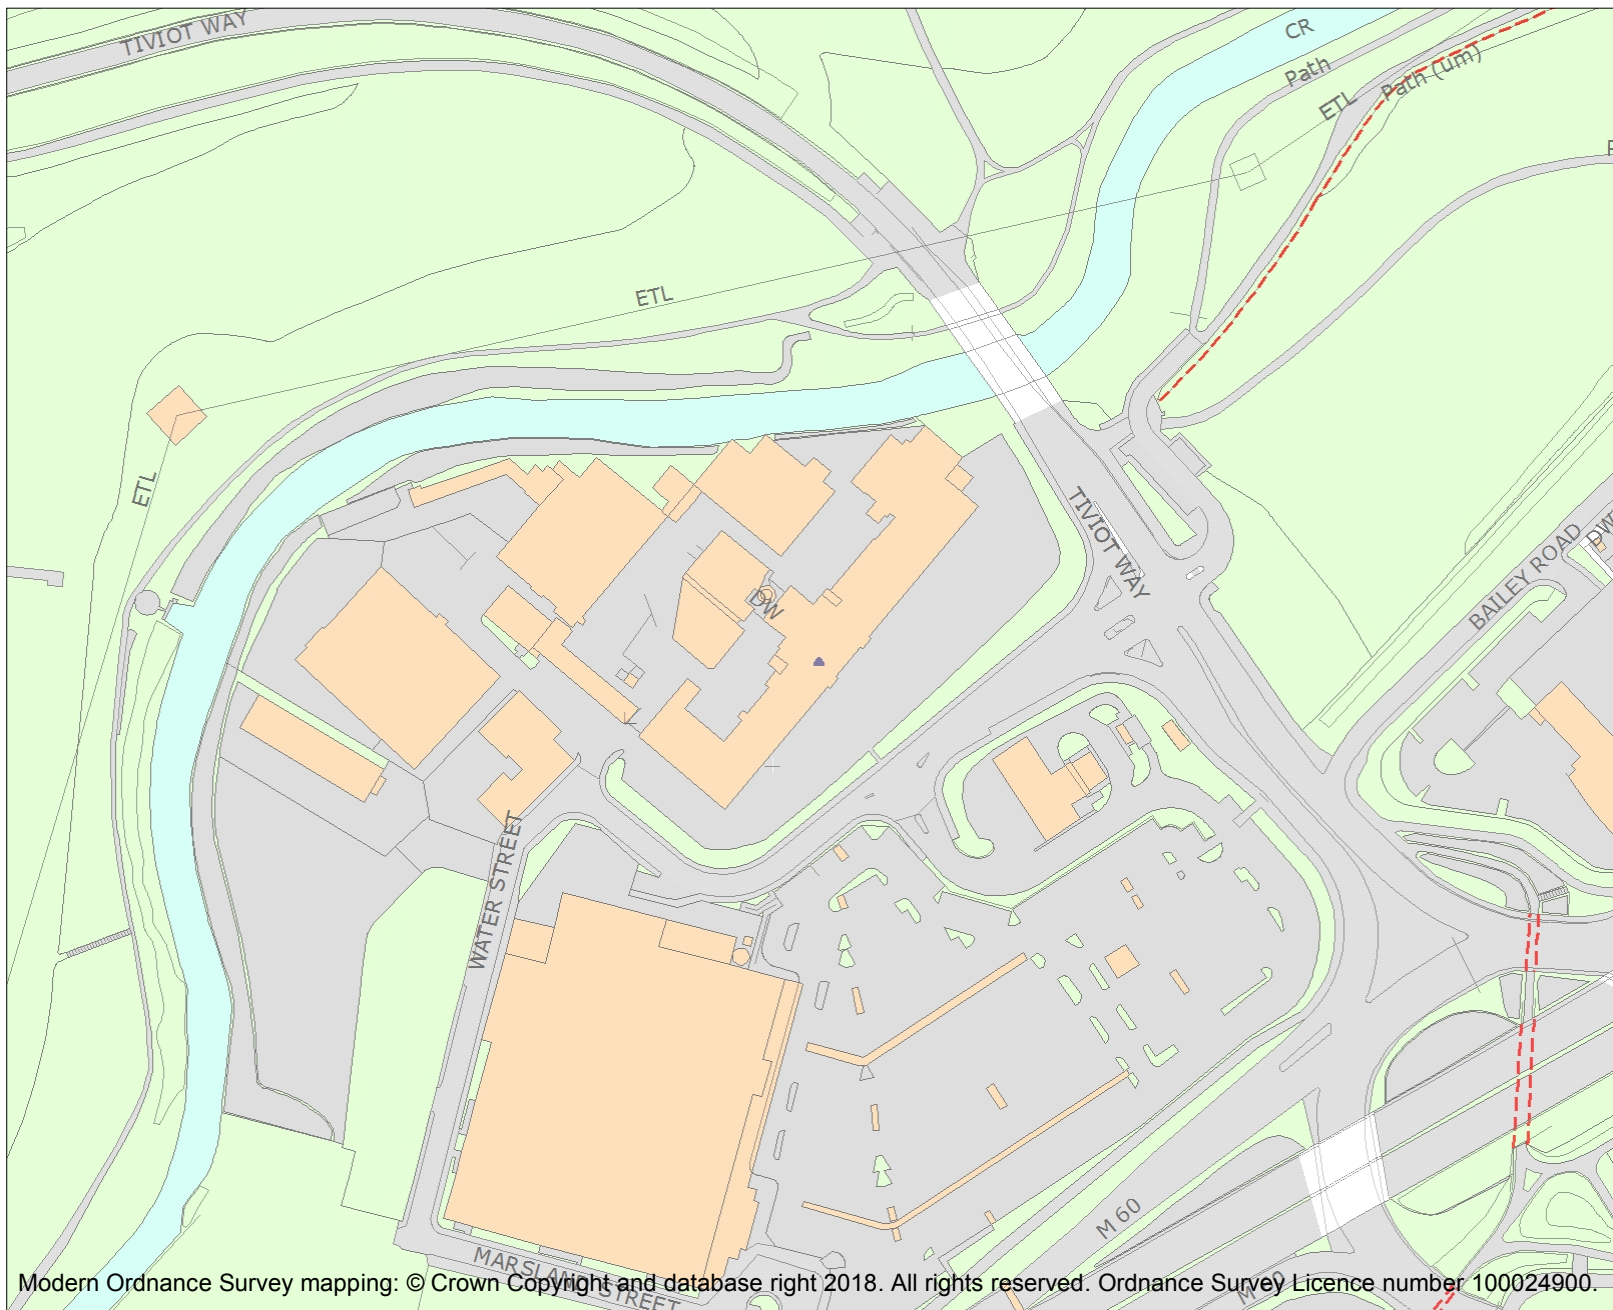 TIVIOT WAY
CR
Path
ETL
Path (um)
ETL
ETL
TIVIOT WAY
DW
BAILEY ROAD
DW
WATER STREET
M 60
MARSLAND STREET
Modern Ordnance Survey mapping: © Crown Copyright and database right 2018. All rights reserved. Ordnance Survey Licence number 100024900.